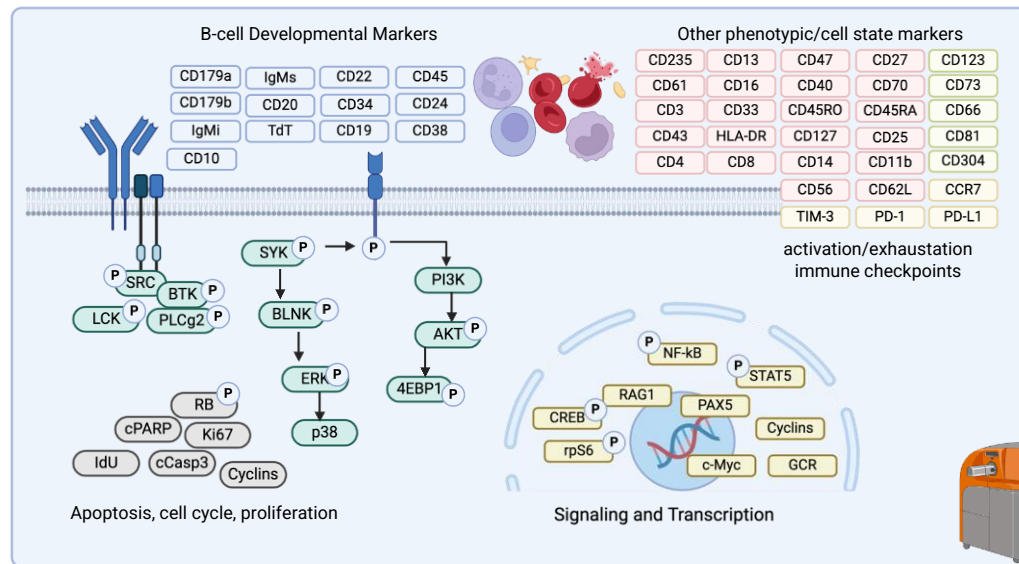 B-cell Developmental Markers
CD179a IgMs CD22 CD45
CD179b CD20 CD34 CD24
IgMi TdT CD19 CD38
CD10
Other phenotypic/cell state markers
CD235 CD13 CD47 CD27 CD123
CD61 CD16 CD40 CD70 CD73
CD3 CD33 CD45RO CD45RA CD66
CD43 HLA-DR CD127 CD25 CD81
CD4 CD8 CD14 CD11b CD304
CD56 CD62L CCR7
TIM-3 PD-1 PD-L1
activation/exhaustation
immune checkpoints
SYK P P
P SRC
BTK P
LCK P PLCg2 P
BLNK P
ERK P
p38
PI3K
AKT P
4EBP1 P
RB P
cPARP Ki67
IdU cCasp3 Cyclins
Apoptosis, cell cycle, proliferation
P NF-kB
P STAT5
RAG1 PAX5
CREB P Cyclins
rpS6 P
c-Myc GCR
Signaling and Transcription